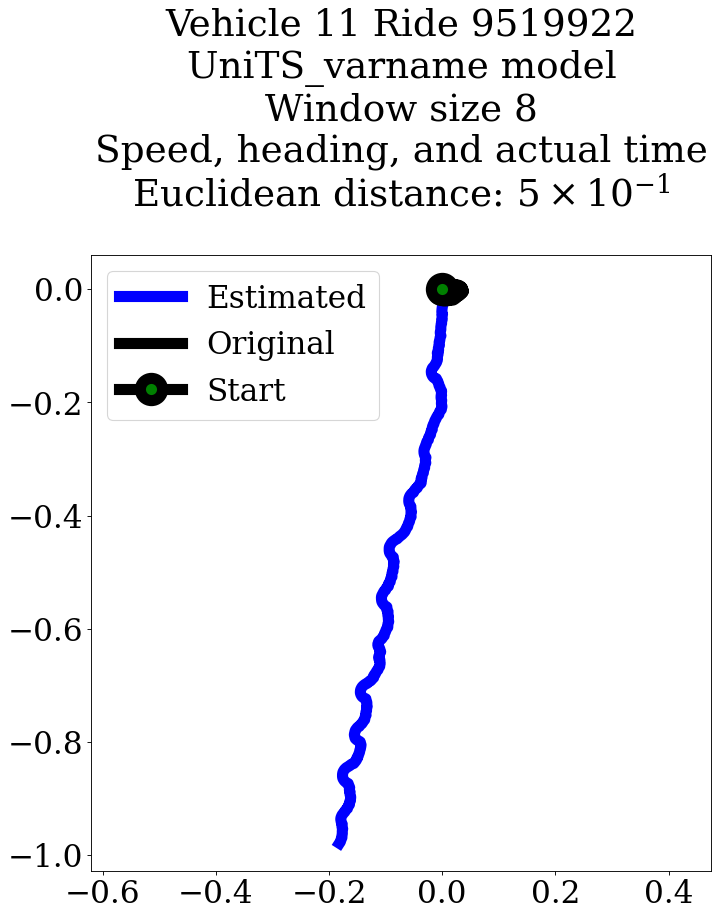 Vehicle 11 Ride 9519922
UniTS_varname model
Window size 8
Speed, heading, and actual time
Euclidean distance: 5 × 10⁻¹
Estimated
Original
Start
0.0
−0.2
−0.4
−0.6
−0.8
−1.0
−0.6 −0.4 −0.2 0.0 0.2 0.4